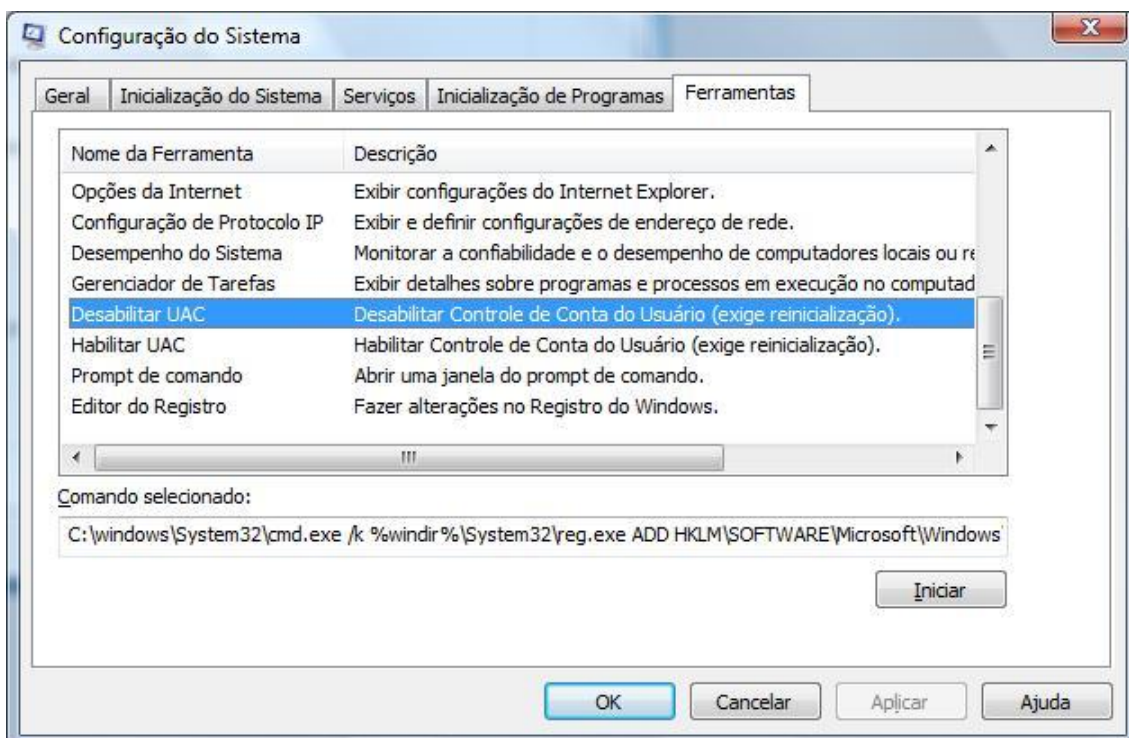 Configuração do Sistema
Geral Inicialização do Sistema Serviços Inicialização de Programas Ferramentas
Nome da Ferramenta Descrição
Opções da Internet Exibir configurações do Internet Explorer.
Configuração de Protocolo IP Exibir e definir configurações de endereço de rede.
Desempenho do Sistema Monitorar a confiabilidade e o desempenho de computadores locais ou re
Gerenciador de Tarefas Exibir detalhes sobre programas e processos em execução no computad
Desabilitar UAC Desabilitar Controle de Conta do Usuário (exige reinicialização).
Habilitar UAC Habilitar Controle de Conta do Usuário (exige reinicialização).
Prompt de comando Abrir uma janela do prompt de comando.
Editor do Registro Fazer alterações no Registro do Windows.
Comando selecionado:
C:\windows\System32\cmd.exe /k %windir%\System32\reg.exe ADD HKLM\SOFTWARE\Microsoft\Windows\
Iniciar
OK Cancelar Aplicar Ajuda